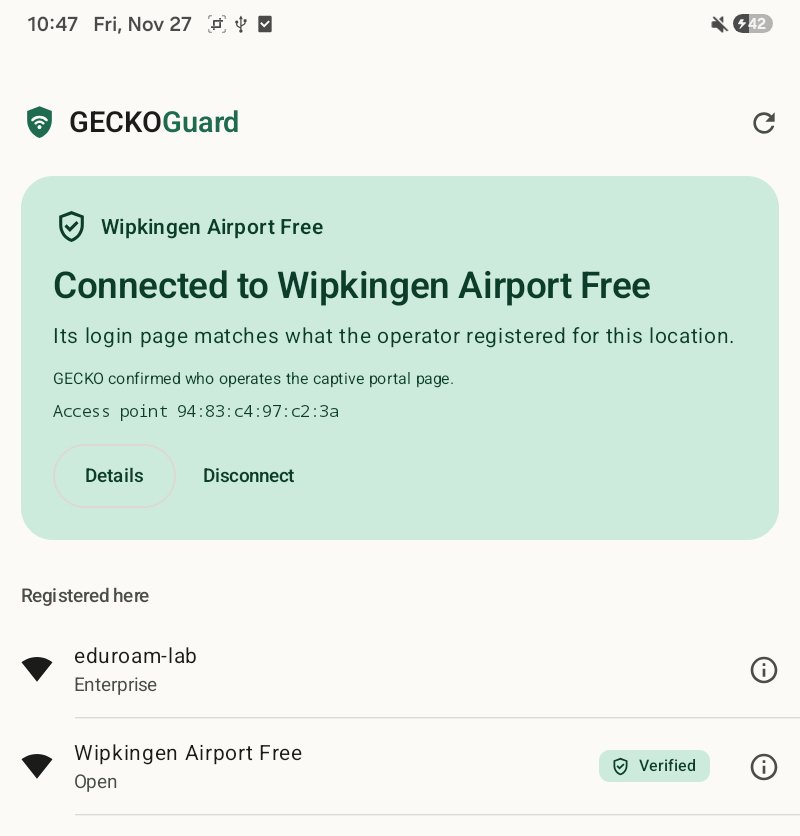 10:47 Fri, Nov 27
42
GECKOGuard
Wipkingen Airport Free
Connected to Wipkingen Airport Free
Its login page matches what the operator registered for this location.
GECKO confirmed who operates the captive portal page.
Access point 94:83:c4:97:c2:3a
Details Disconnect
Registered here
eduroam-lab
Enterprise
Wipkingen Airport Free
Open
Verified